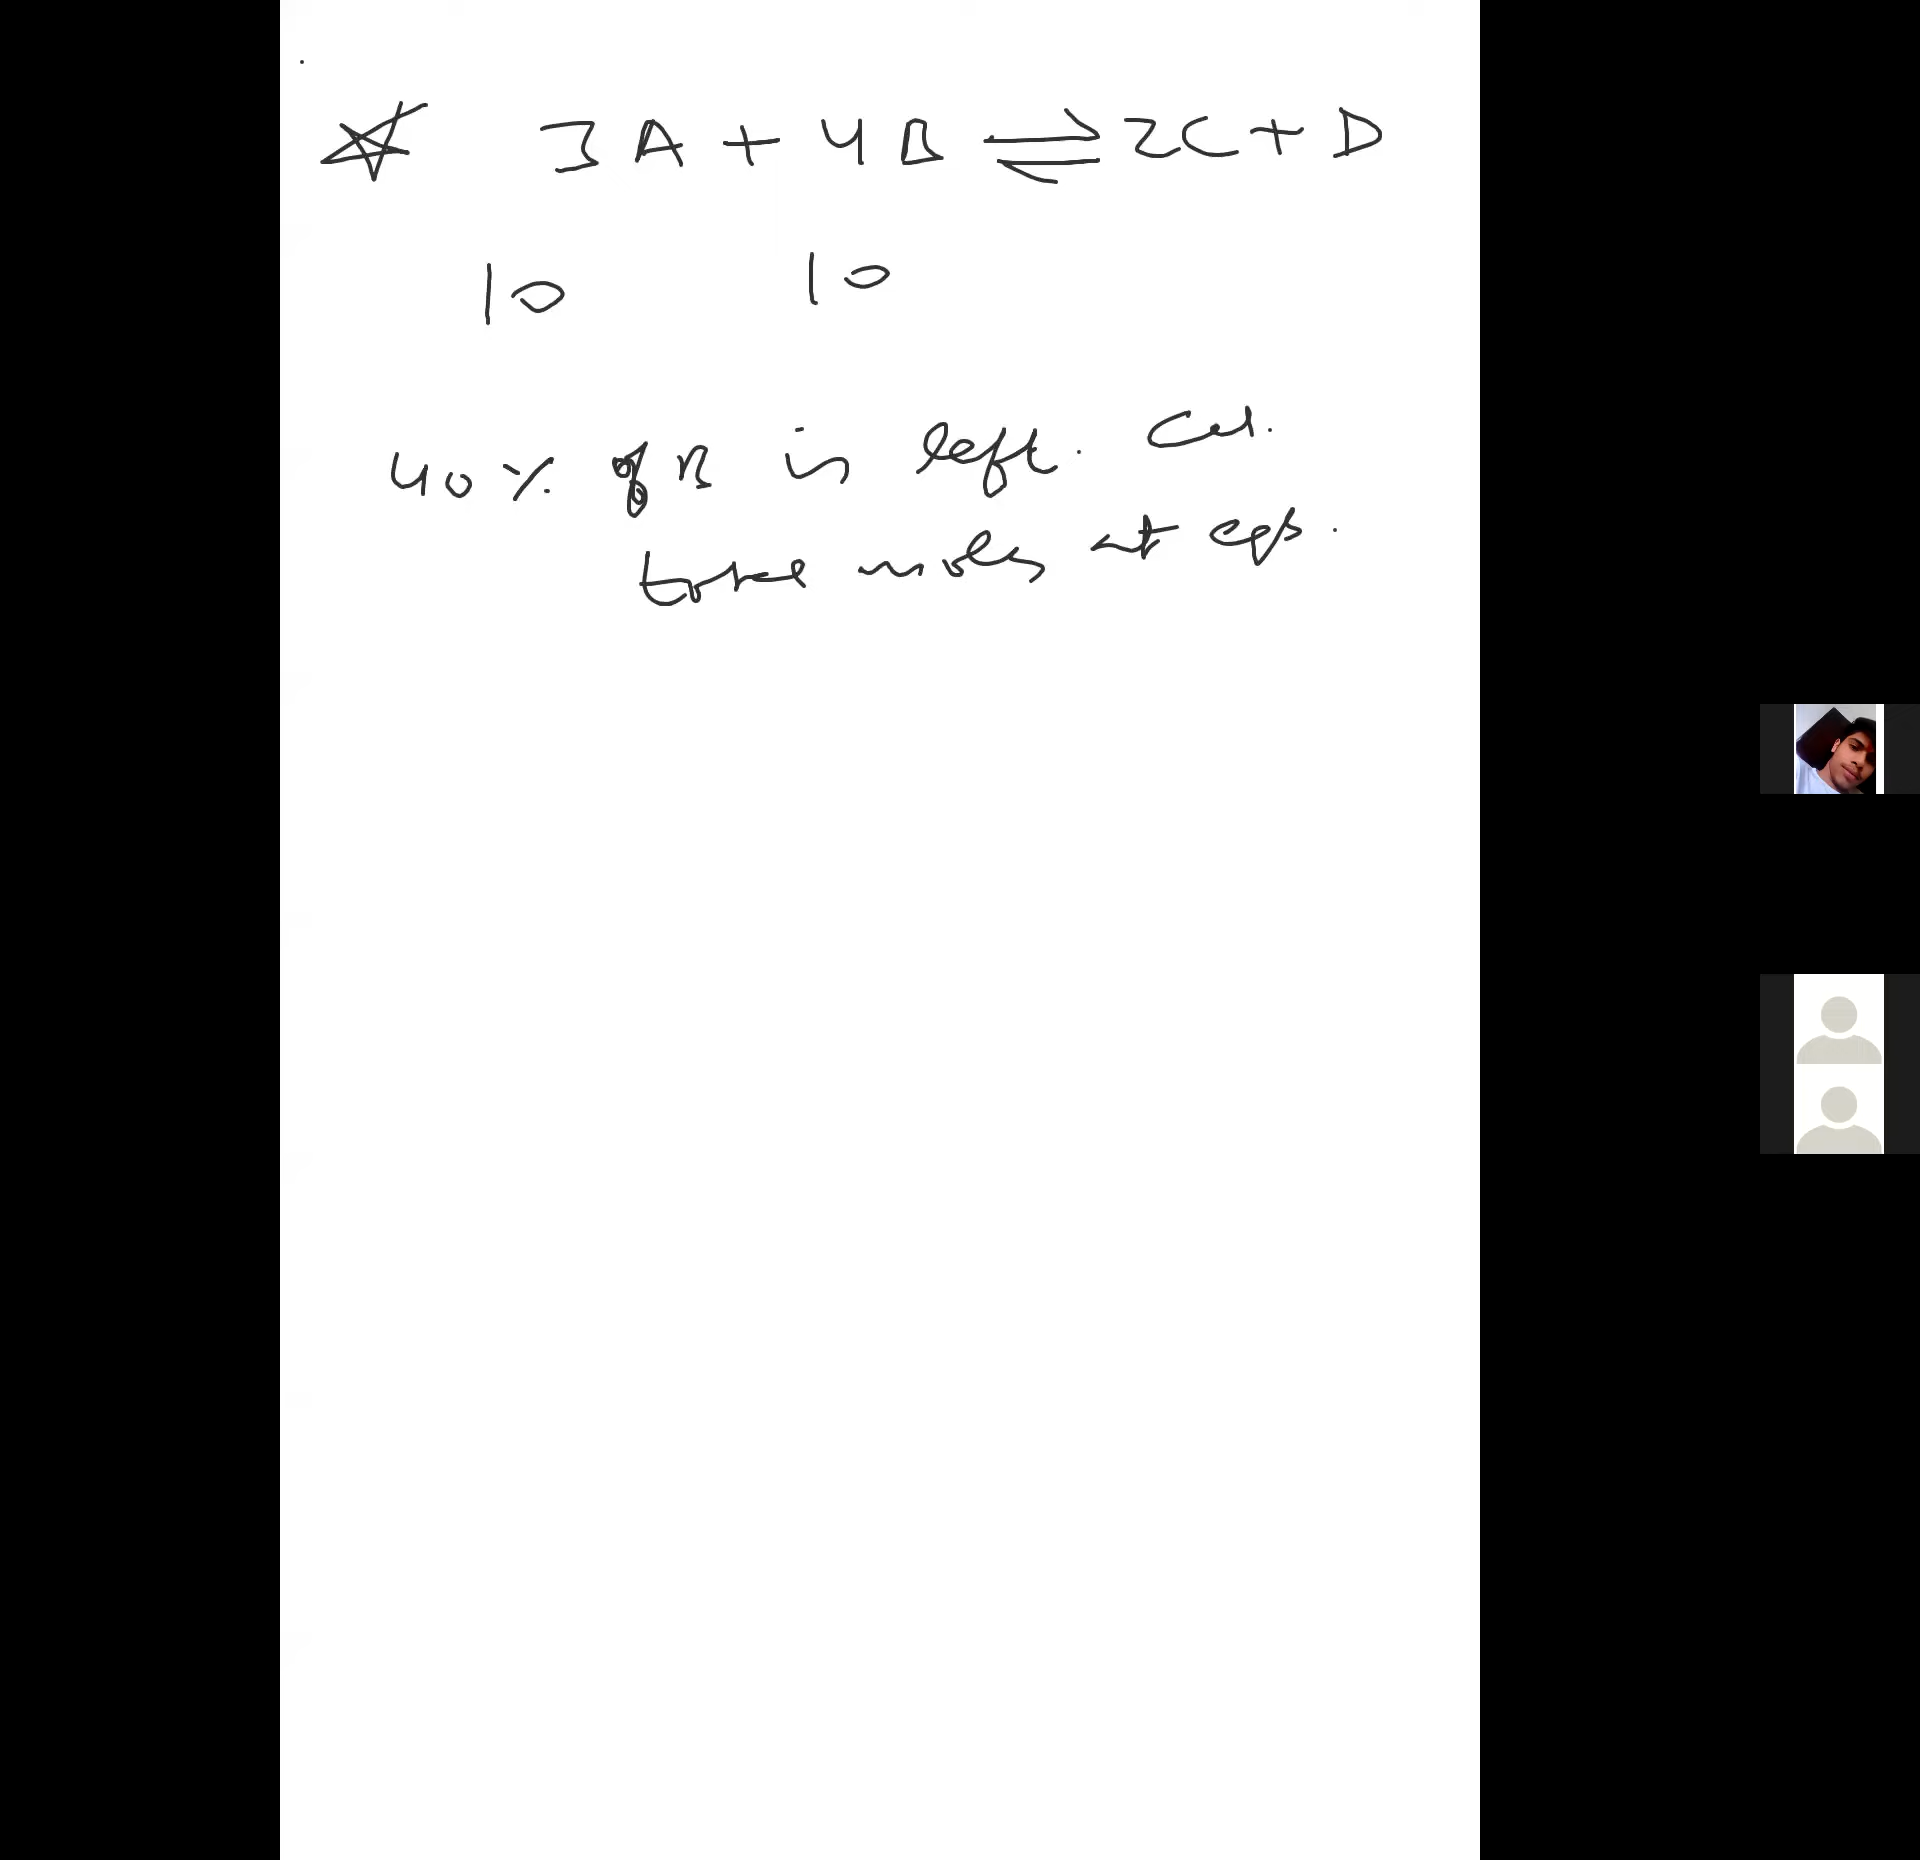 3A + 4B ⇌ 2C + D
10 10
40% of B is left. Cal.
total moles at eqb.